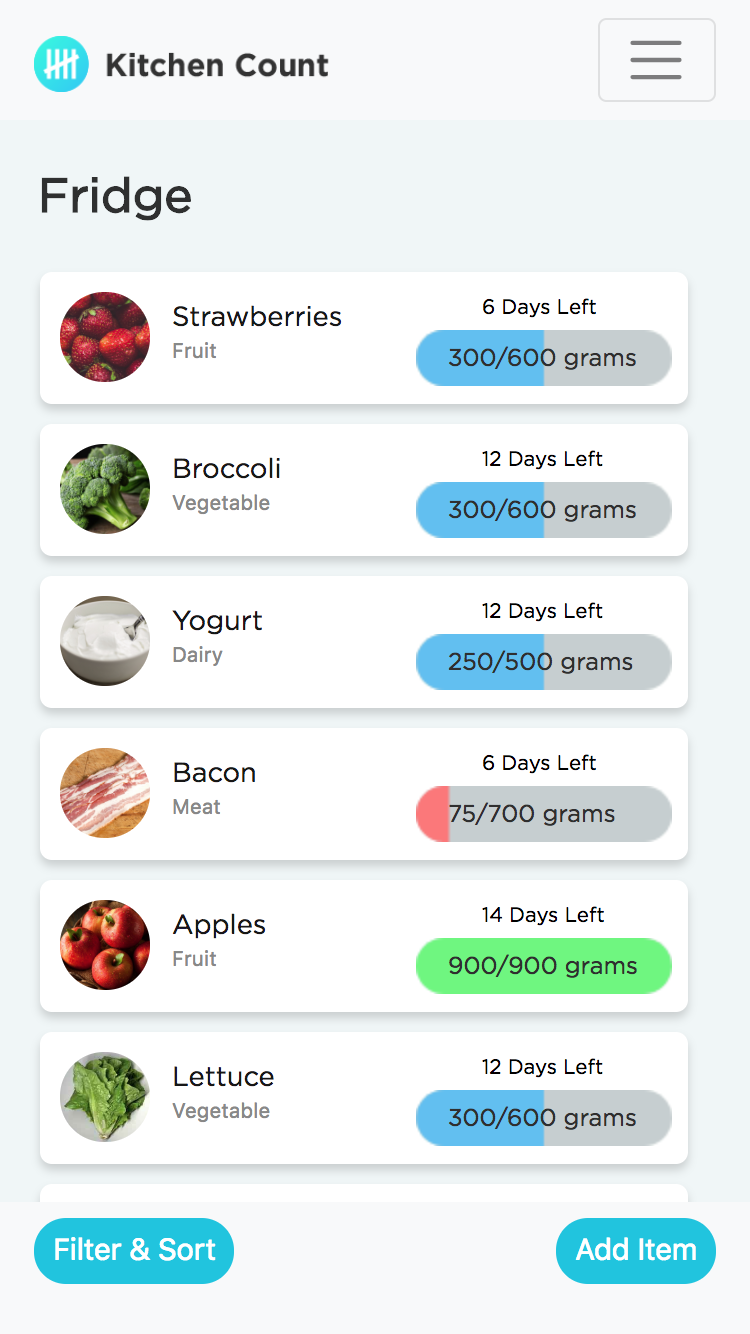 Kitchen Count
Fridge
Strawberries
Fruit
6 Days Left
300/600 grams
Broccoli
Vegetable
12 Days Left
300/600 grams
Yogurt
Dairy
12 Days Left
250/500 grams
Bacon
Meat
6 Days Left
75/700 grams
Apples
Fruit
14 Days Left
900/900 grams
Lettuce
Vegetable
12 Days Left
300/600 grams
Filter & Sort
Add Item